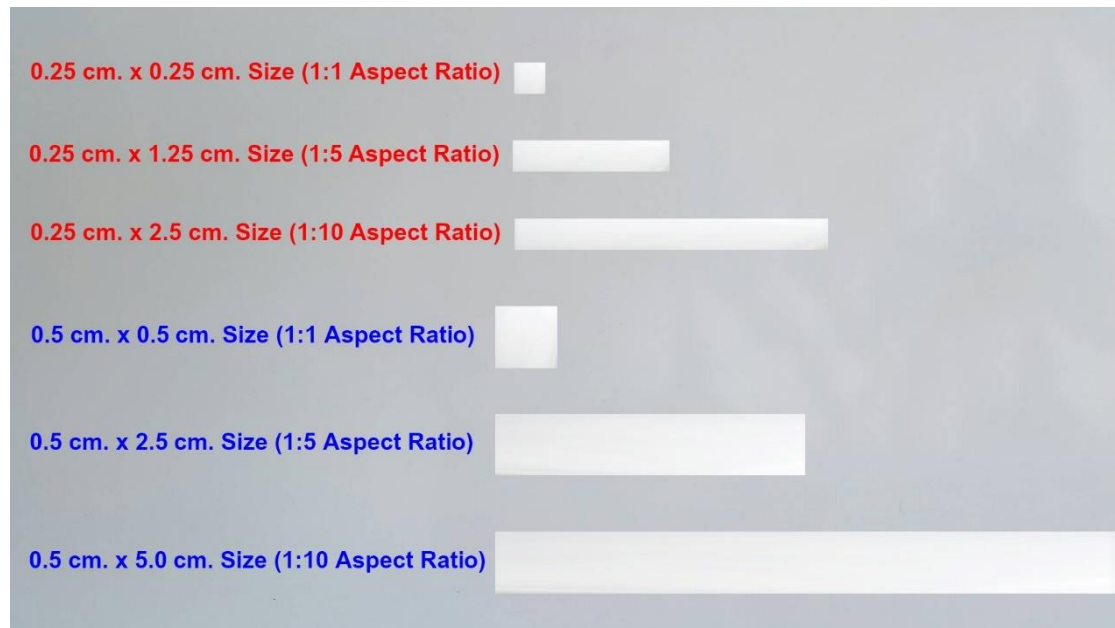 0.25 cm. x 0.25 cm. Size (1:1 Aspect Ratio)
0.25 cm. x 1.25 cm. Size (1:5 Aspect Ratio)
0.25 cm. x 2.5 cm. Size (1:10 Aspect Ratio)
0.5 cm. x 0.5 cm. Size (1:1 Aspect Ratio)
0.5 cm. x 2.5 cm. Size (1:5 Aspect Ratio)
0.5 cm. x 5.0 cm. Size (1:10 Aspect Ratio)